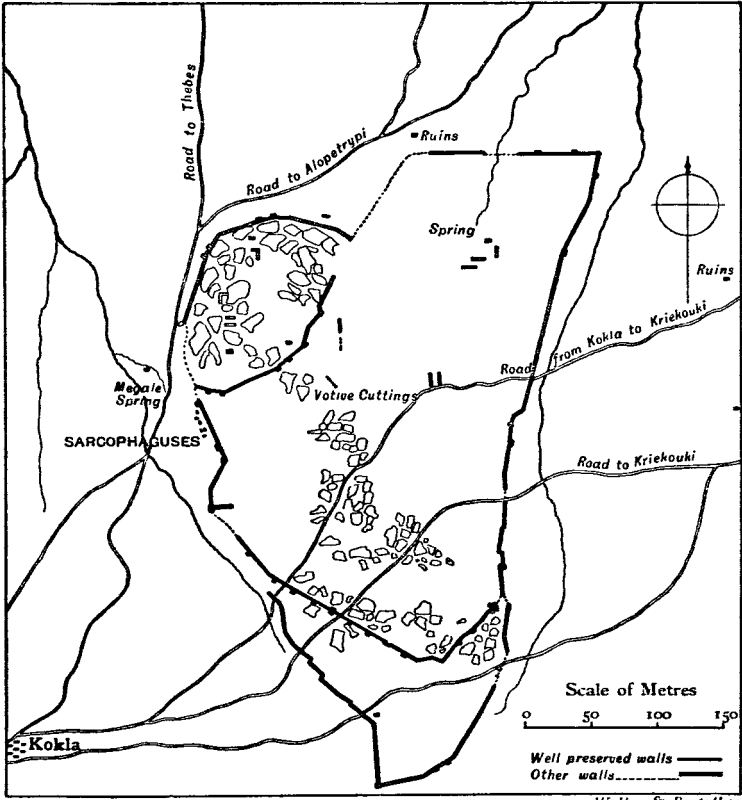 Road to Thebes
Ruins
Road to Alopetrypi
Spring
Ruins
Road from Kokla to Kriekouki
Megale
Spring
Votive Cuttings
SARCOPHAGUSES
Road to Kriekouki
Scale of Metres
0 50 100 150
Kokla
Well preserved walls
Other walls